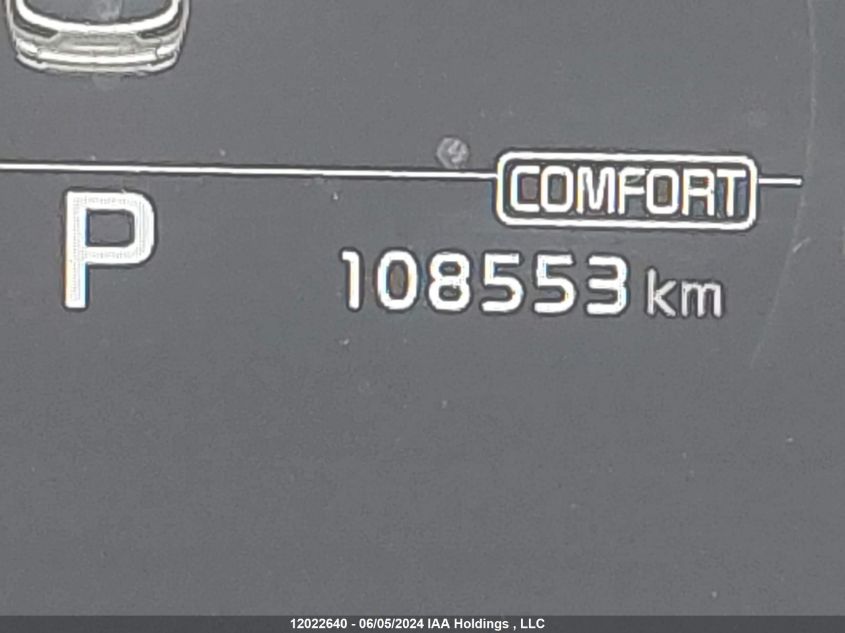 COMFORT
P
108553 km
12022640 - 06/05/2024 IAA Holdings , LLC